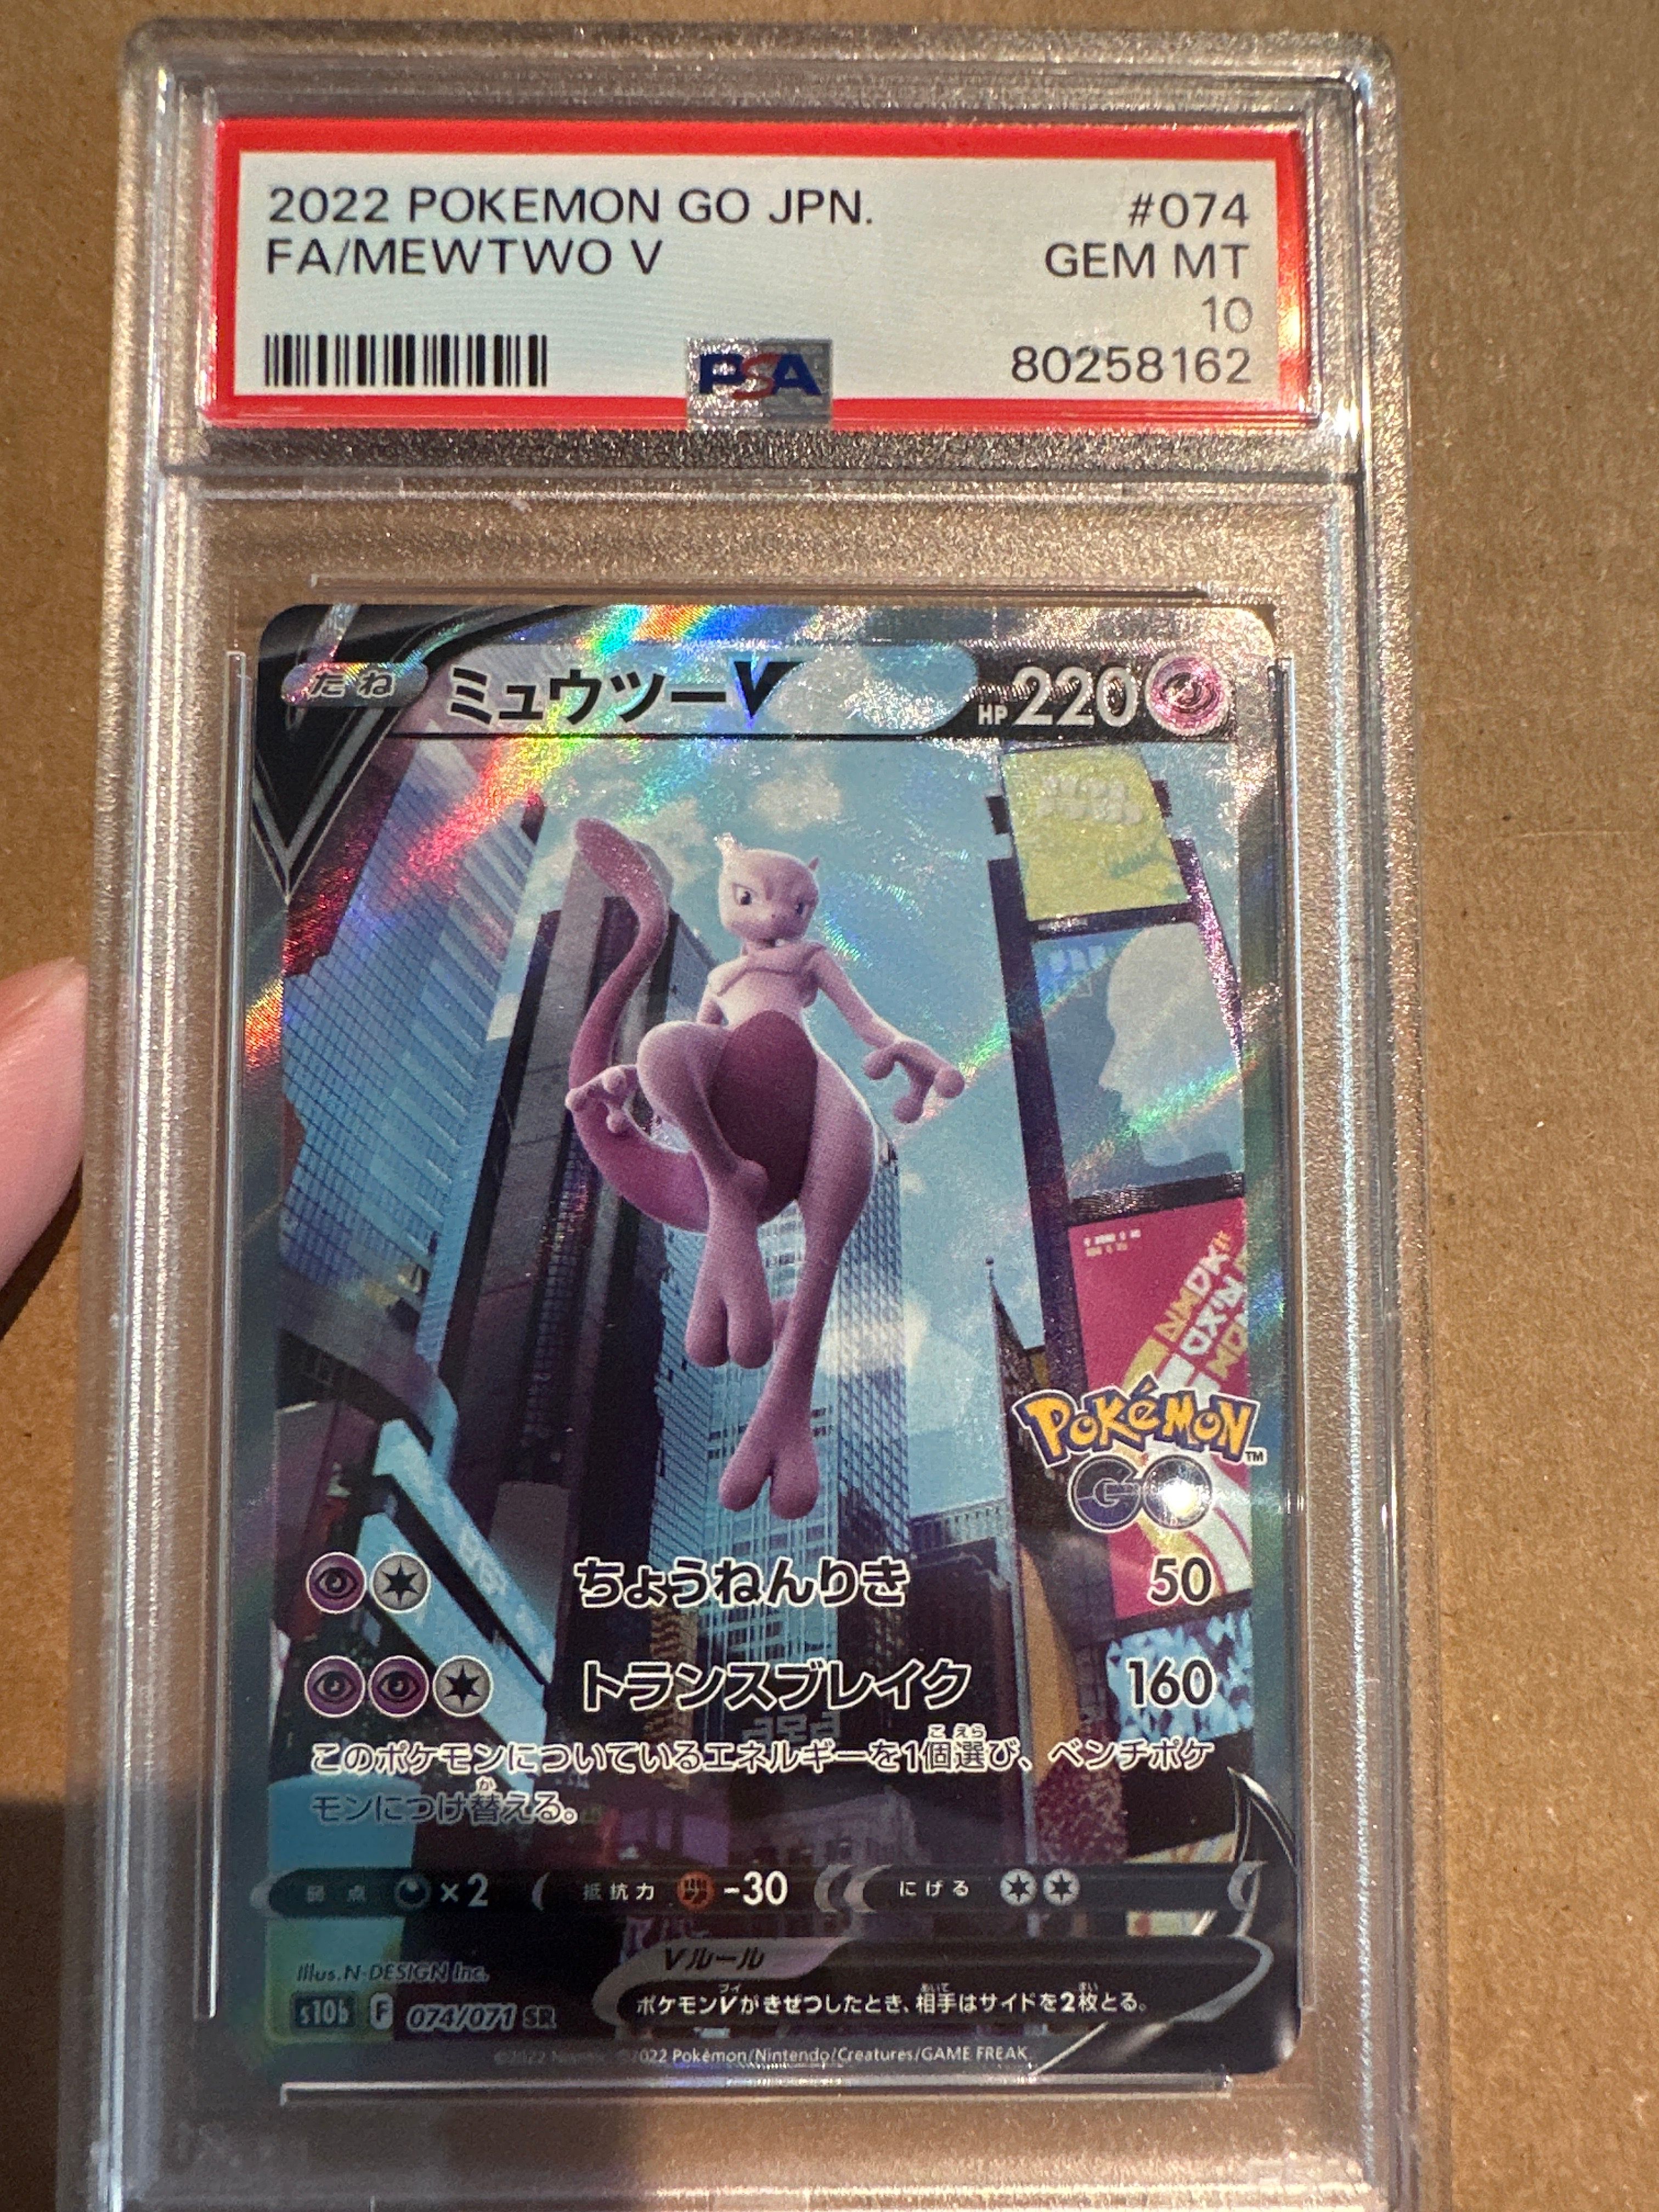 2022 POKEMON GO JPN. #074
FA/MEWTWO V GEM MT
10
80258162
PSA
たね ミュウツーV HP 220
POKéMON™
GO
ちょうねんりき 50
トランスブレイク 160
このポケモンについているエネルギーを1個選び、ベンチポケ
モンにつけ替える。
弱点 ×2 抵抗力 -30 にげる
Vルール
ポケモンVがきぜつしたとき、相手はサイドを2枚とる。
Illus. N-DESIGN Inc.
s10b F 074/071 SR
©2022 Pokémon/Nintendo/Creatures/GAME FREAK